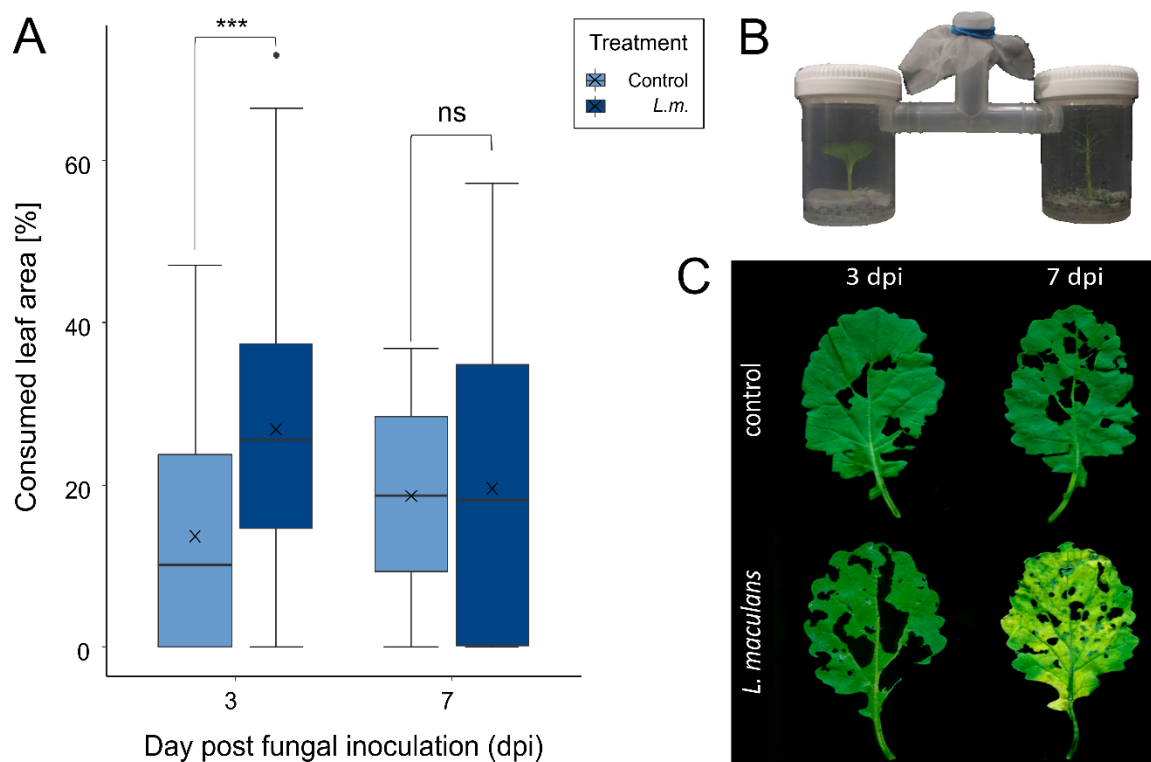 A
***
Treatment
Control
L.m.
ns
60
40
20
0
Consumed leaf area [%]
3
7
Day post fungal inoculation (dpi)
B
C
3 dpi
7 dpi
control
L. maculans